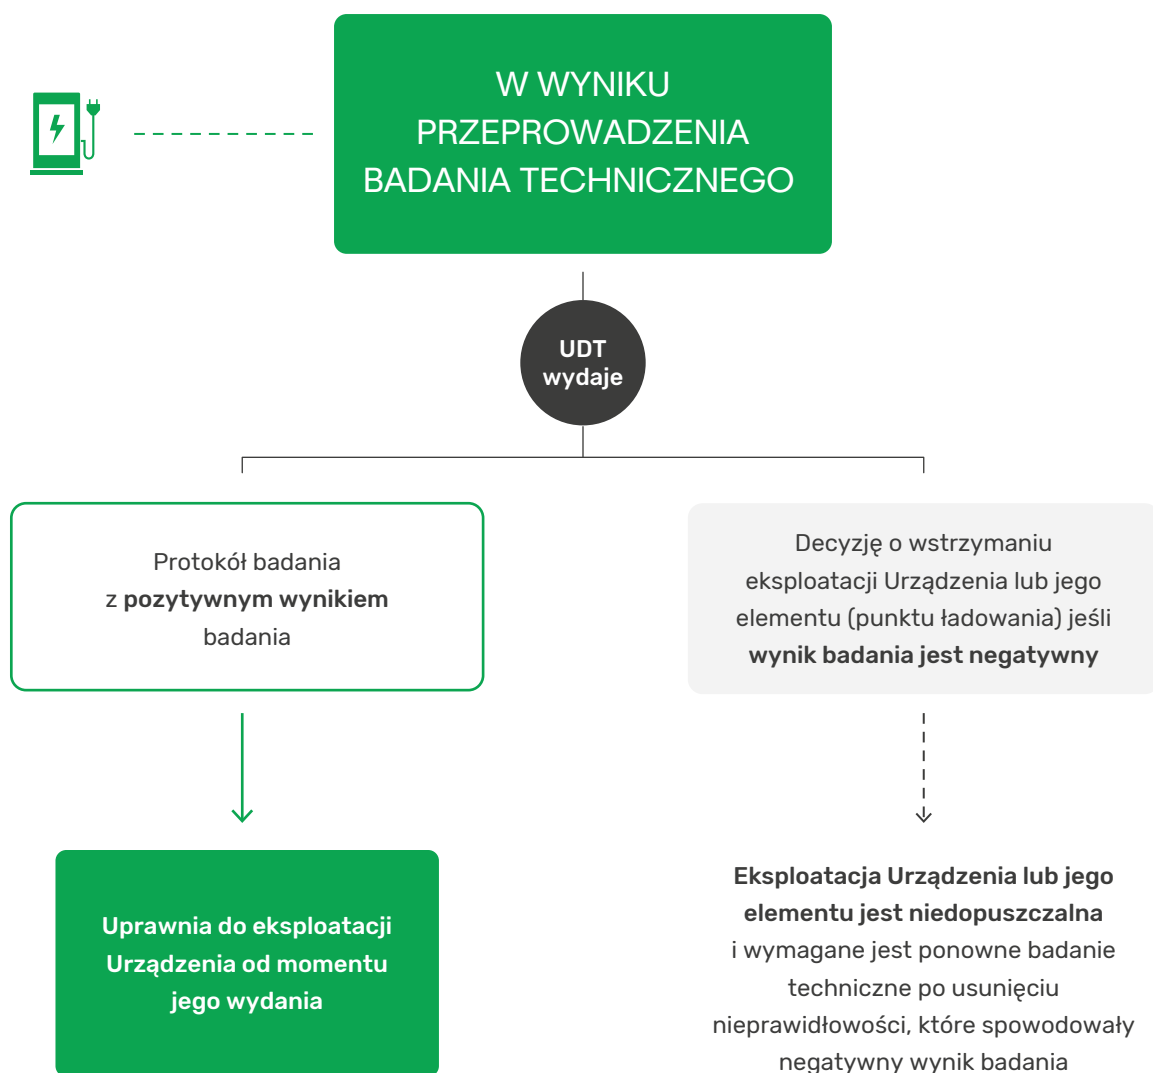 W WYNIKU
PRZEPROWADZENIA
BADANIA TECHNICZNEGO
UDT
wydaje
Protokół badania
z pozytywnym wynikiem
badania
Decyzję o wstrzymaniu
eksploatacji Urządzenia lub jego
elementu (punktu ładowania) jeśli
wynik badania jest negatywny
Uprawnia do eksploatacji
Urządzenia od momentu
jego wydania
Eksploatacja Urządzenia lub jego
elementu jest niedopuszczalna
i wymagane jest ponowne badanie
techniczne po usunięciu
nieprawidłowości, które spowodowały
negatywny wynik badania